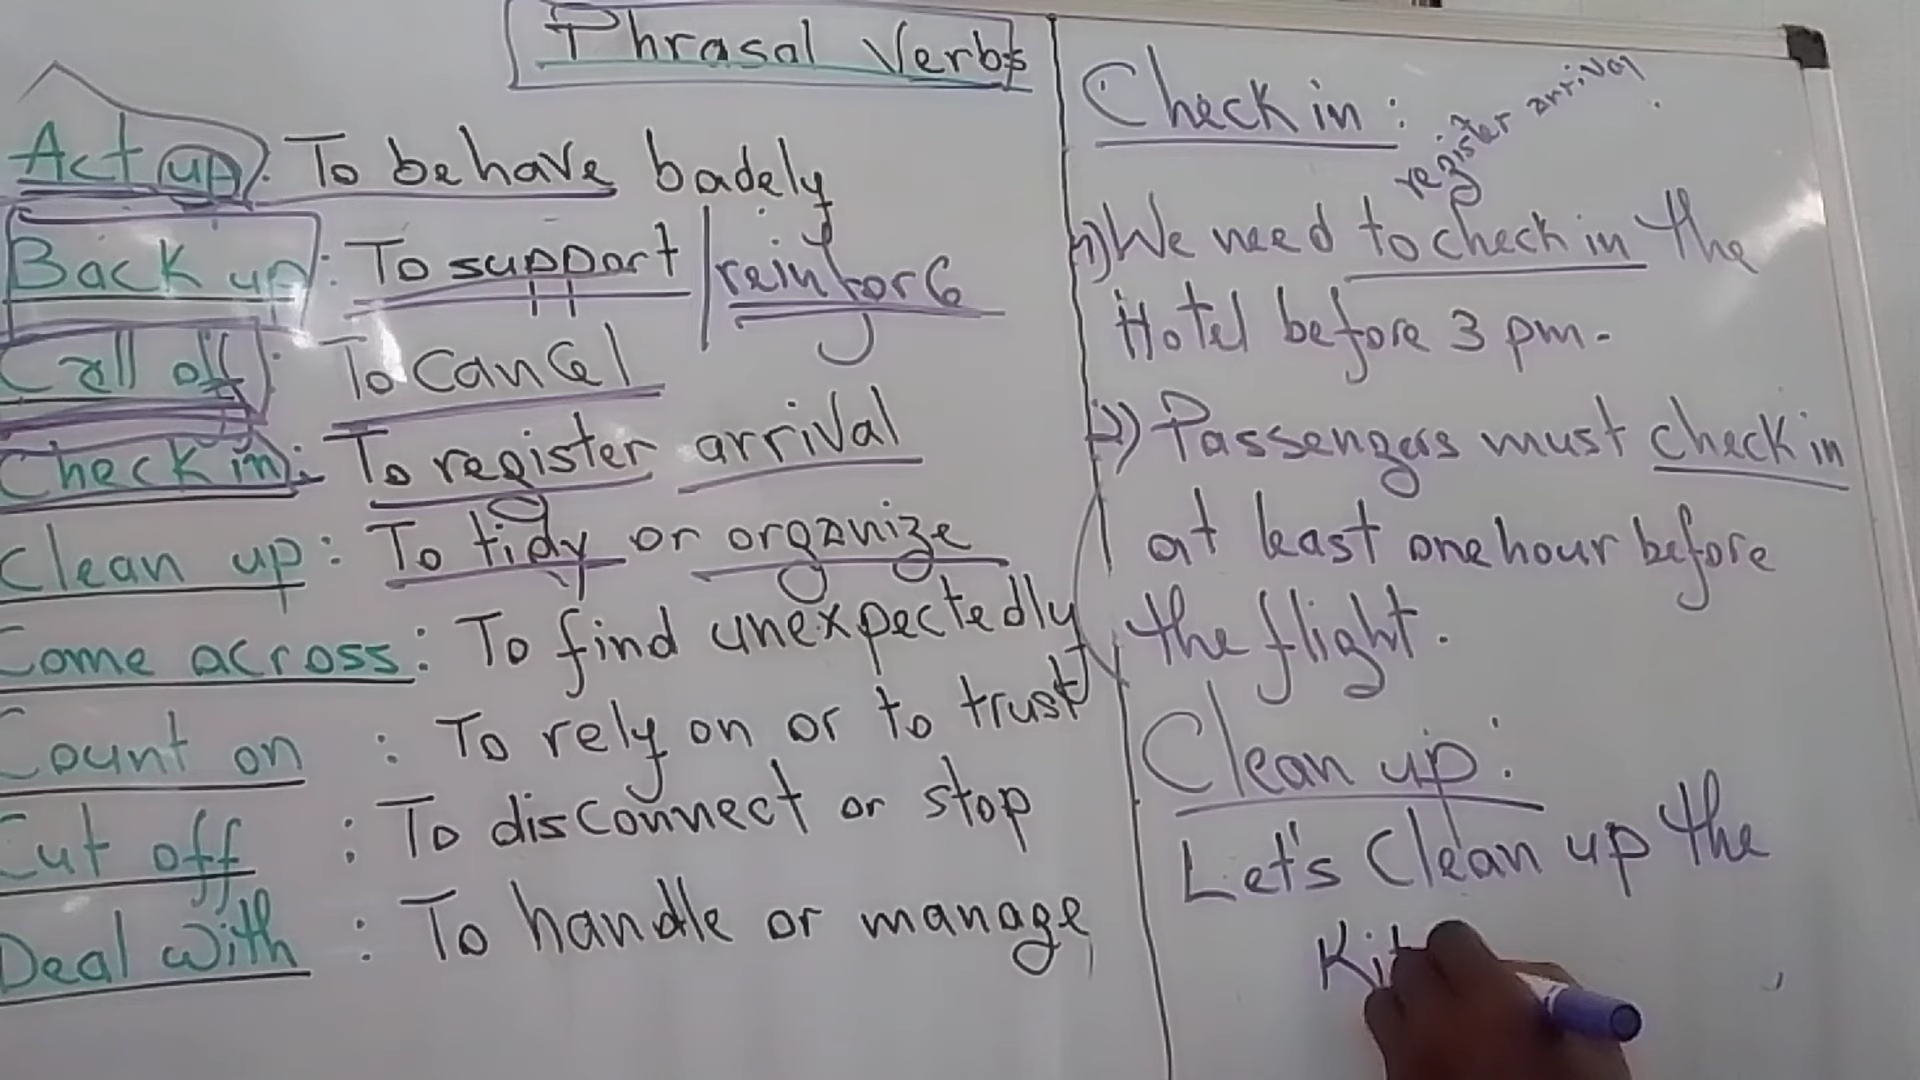 Phrasal Verbs
Act up: To behave badely
Back up: To support / reinforce
Call off: To cancel
Check in: To register arrival
Clean up: To tidy or organize
Come across: To find unexpectedly
Count on : To rely on or to trust
Cut off : To disconnect or stop
Deal with : To handle or manage
Check in:
register arrival
1) We need to check in the
Hotel before 3 pm.
2) Passengers must check in
at least one hour before
the flight.
Clean up:
Let's Clean up the
Kit